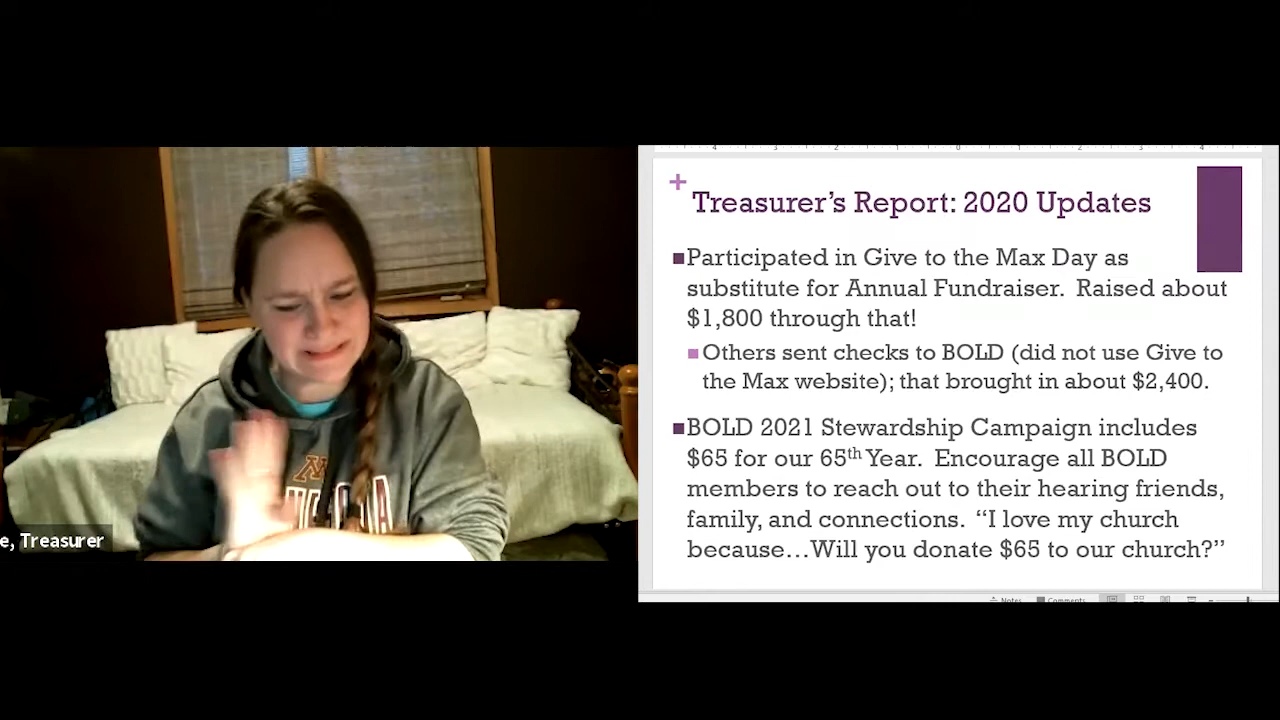 e, Treasurer
M
+
Treasurer's Report: 2020 Updates
■Participated in Give to the Max Day as
substitute for Annual Fundraiser. Raised about
$1,800 through that!
■Others sent checks to BOLD (did not use Give to
the Max website); that brought in about $2,400.
■BOLD 2021 Stewardship Campaign includes
$65 for our 65th Year. Encourage all BOLD
members to reach out to their hearing friends,
family, and connections. “I love my church
because…Will you donate $65 to our church?”
Notes Comments